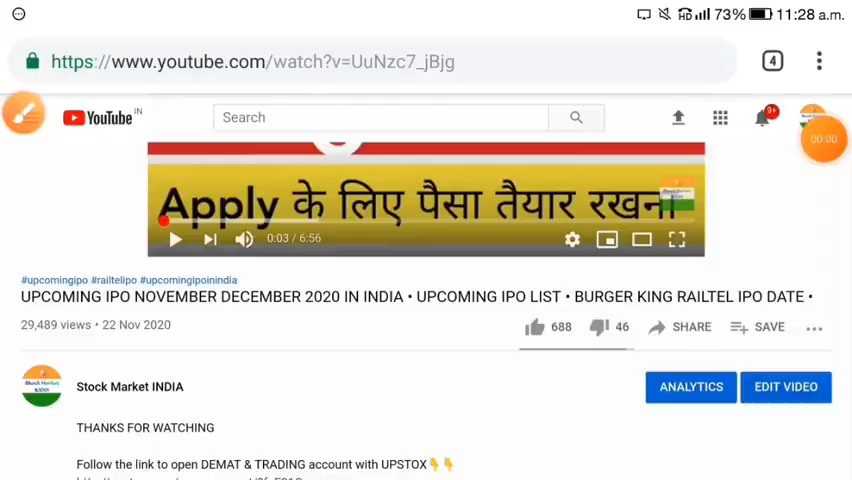 HD 73% 11:28 a.m.
https://www.youtube.com/watch?v=UuNzc7_jBjg 4
YouTube IN Search 9+
00:00
Apply के लिए पैसा तैयार रखना
0:03 / 6:56
#upcomingipo #railtelipo #upcomingipoinindia
UPCOMING IPO NOVEMBER DECEMBER 2020 IN INDIA • UPCOMING IPO LIST • BURGER KING RAILTEL IPO DATE •
29,489 views • 22 Nov 2020 688 46 SHARE SAVE
Stock Market INDIA ANALYTICS EDIT VIDEO
THANKS FOR WATCHING
Follow the link to open DEMAT & TRADING account with UPSTOX👇👇